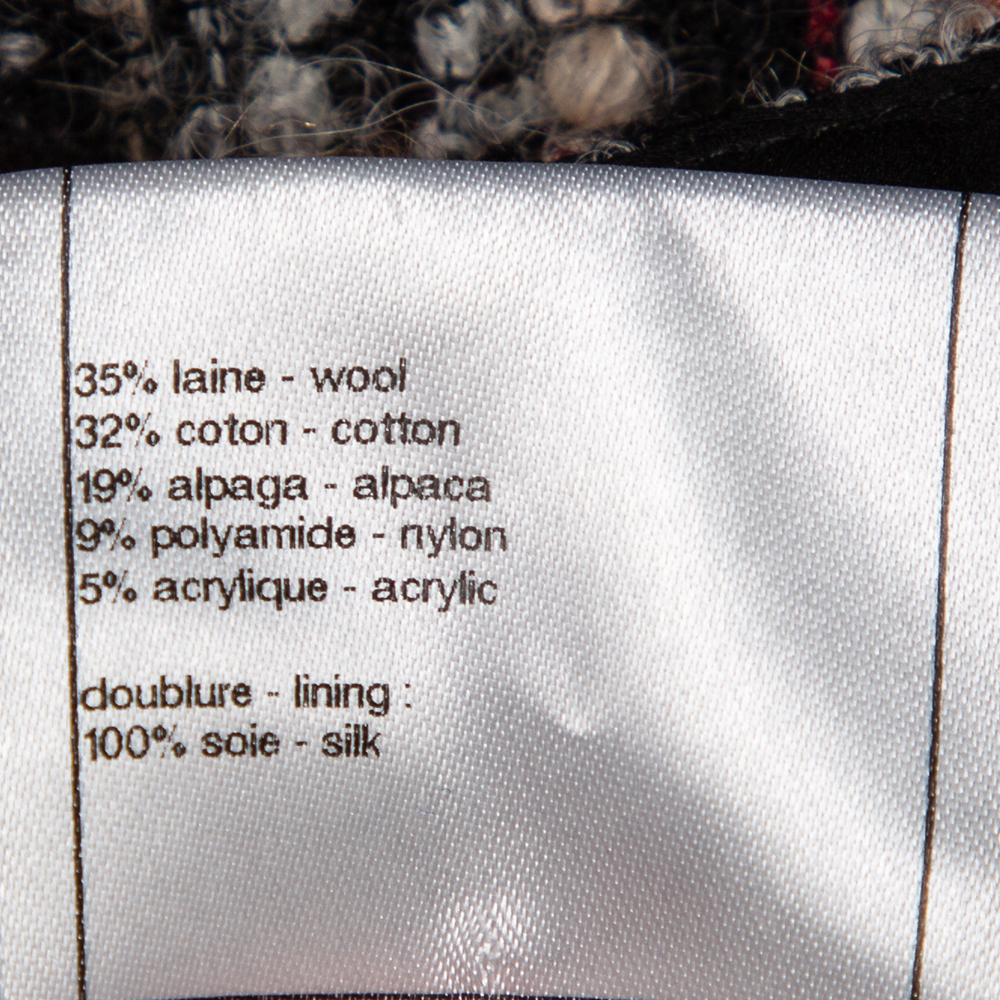 35% laine - wool
32% coton - cotton
19% alpaga - alpaca
9% polyamide - nylon
5% acrylique - acrylic
doublure - lining :
100% soie - silk